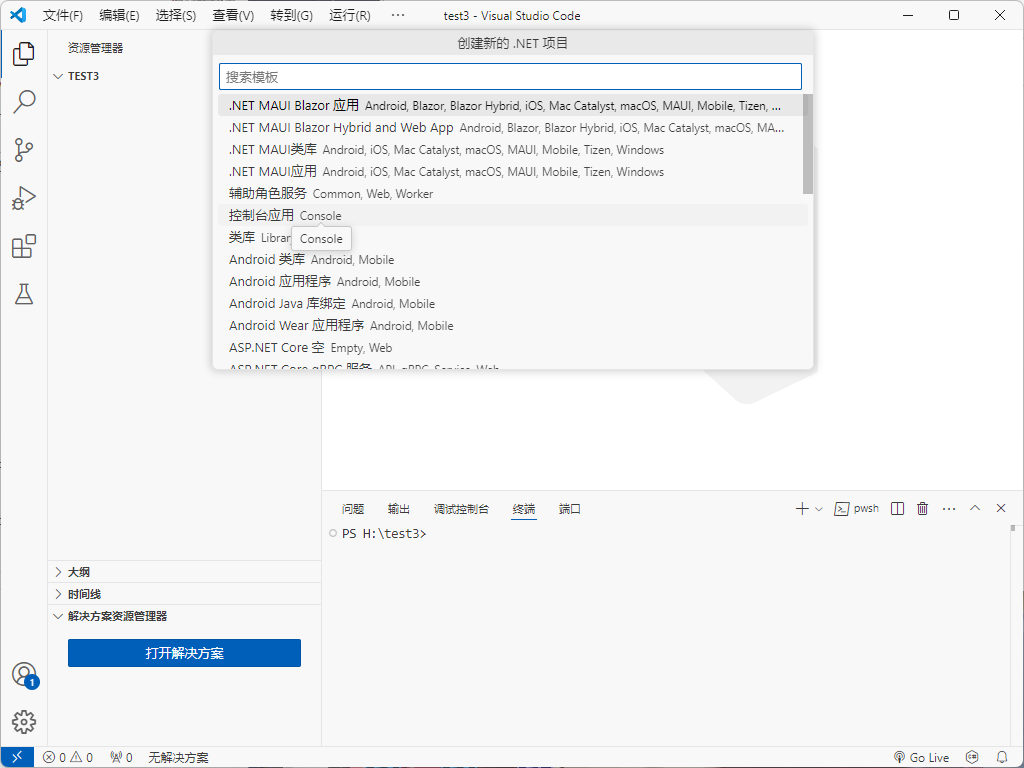 文件(F) 编辑(E) 选择(S) 查看(V) 转到(G) 运行(R) ··· test3 - Visual Studio Code
资源管理器
TEST3
创建新的 .NET 项目
搜索模板
.NET MAUI Blazor 应用 Android, Blazor, Blazor Hybrid, iOS, Mac Catalyst, macOS, MAUI, Mobile, Tizen, ...
.NET MAUI Blazor Hybrid and Web App Android, Blazor, Blazor Hybrid, iOS, Mac Catalyst, macOS, MA...
.NET MAUI类库 Android, iOS, Mac Catalyst, macOS, MAUI, Mobile, Tizen, Windows
.NET MAUI应用 Android, iOS, Mac Catalyst, macOS, MAUI, Mobile, Tizen, Windows
辅助角色服务 Common, Web, Worker
控制台应用 Console
类库 Librar
Console
Android 类库 Android, Mobile
Android 应用程序 Android, Mobile
Android Java 库绑定 Android, Mobile
Android Wear 应用程序 Android, Mobile
ASP.NET Core 空 Empty, Web
ASP.NET Core gRPC 服务 API, gRPC, Service, Web
问题 输出 调试控制台 终端 端口 pwsh ···
PS H:\test3>
大纲
时间线
解决方案资源管理器
打开解决方案
1
0 0 0 无解决方案 Go Live